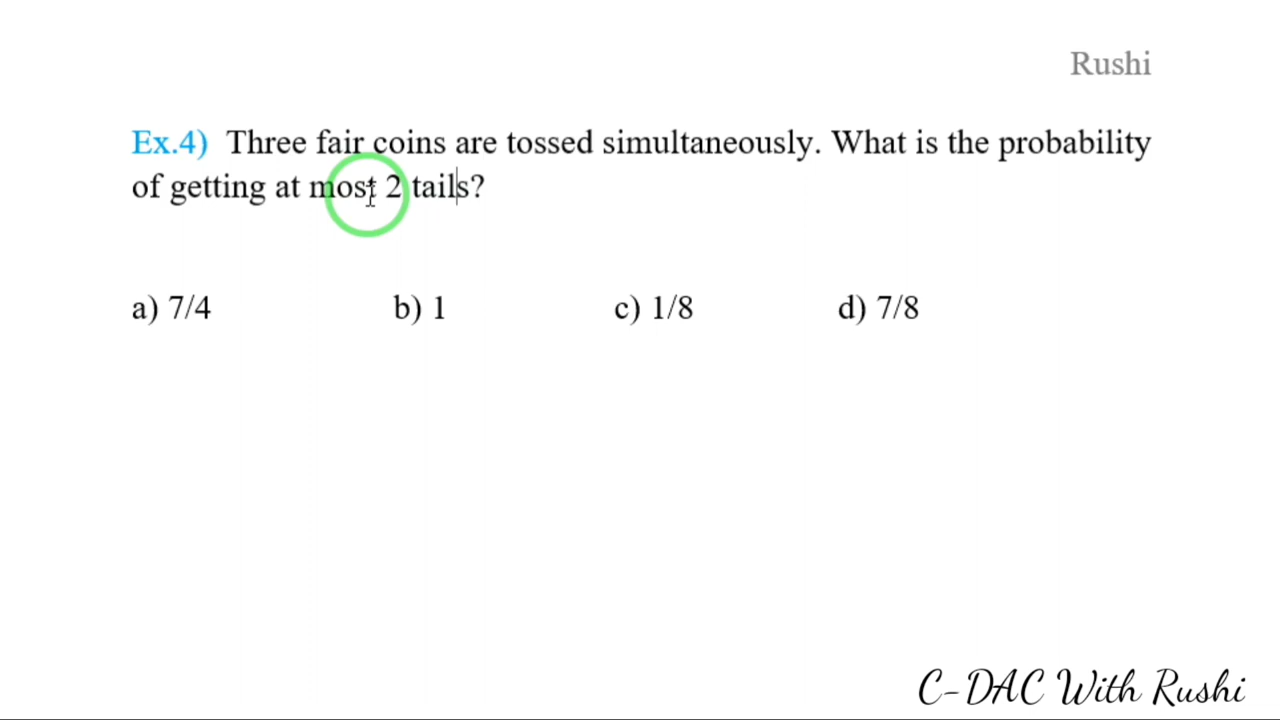 Rushi
Ex.4) Three fair coins are tossed simultaneously. What is the probability
of getting at most 2 tails?
a) 7/4 b) 1 c) 1/8 d) 7/8
C-DAC With Rushi